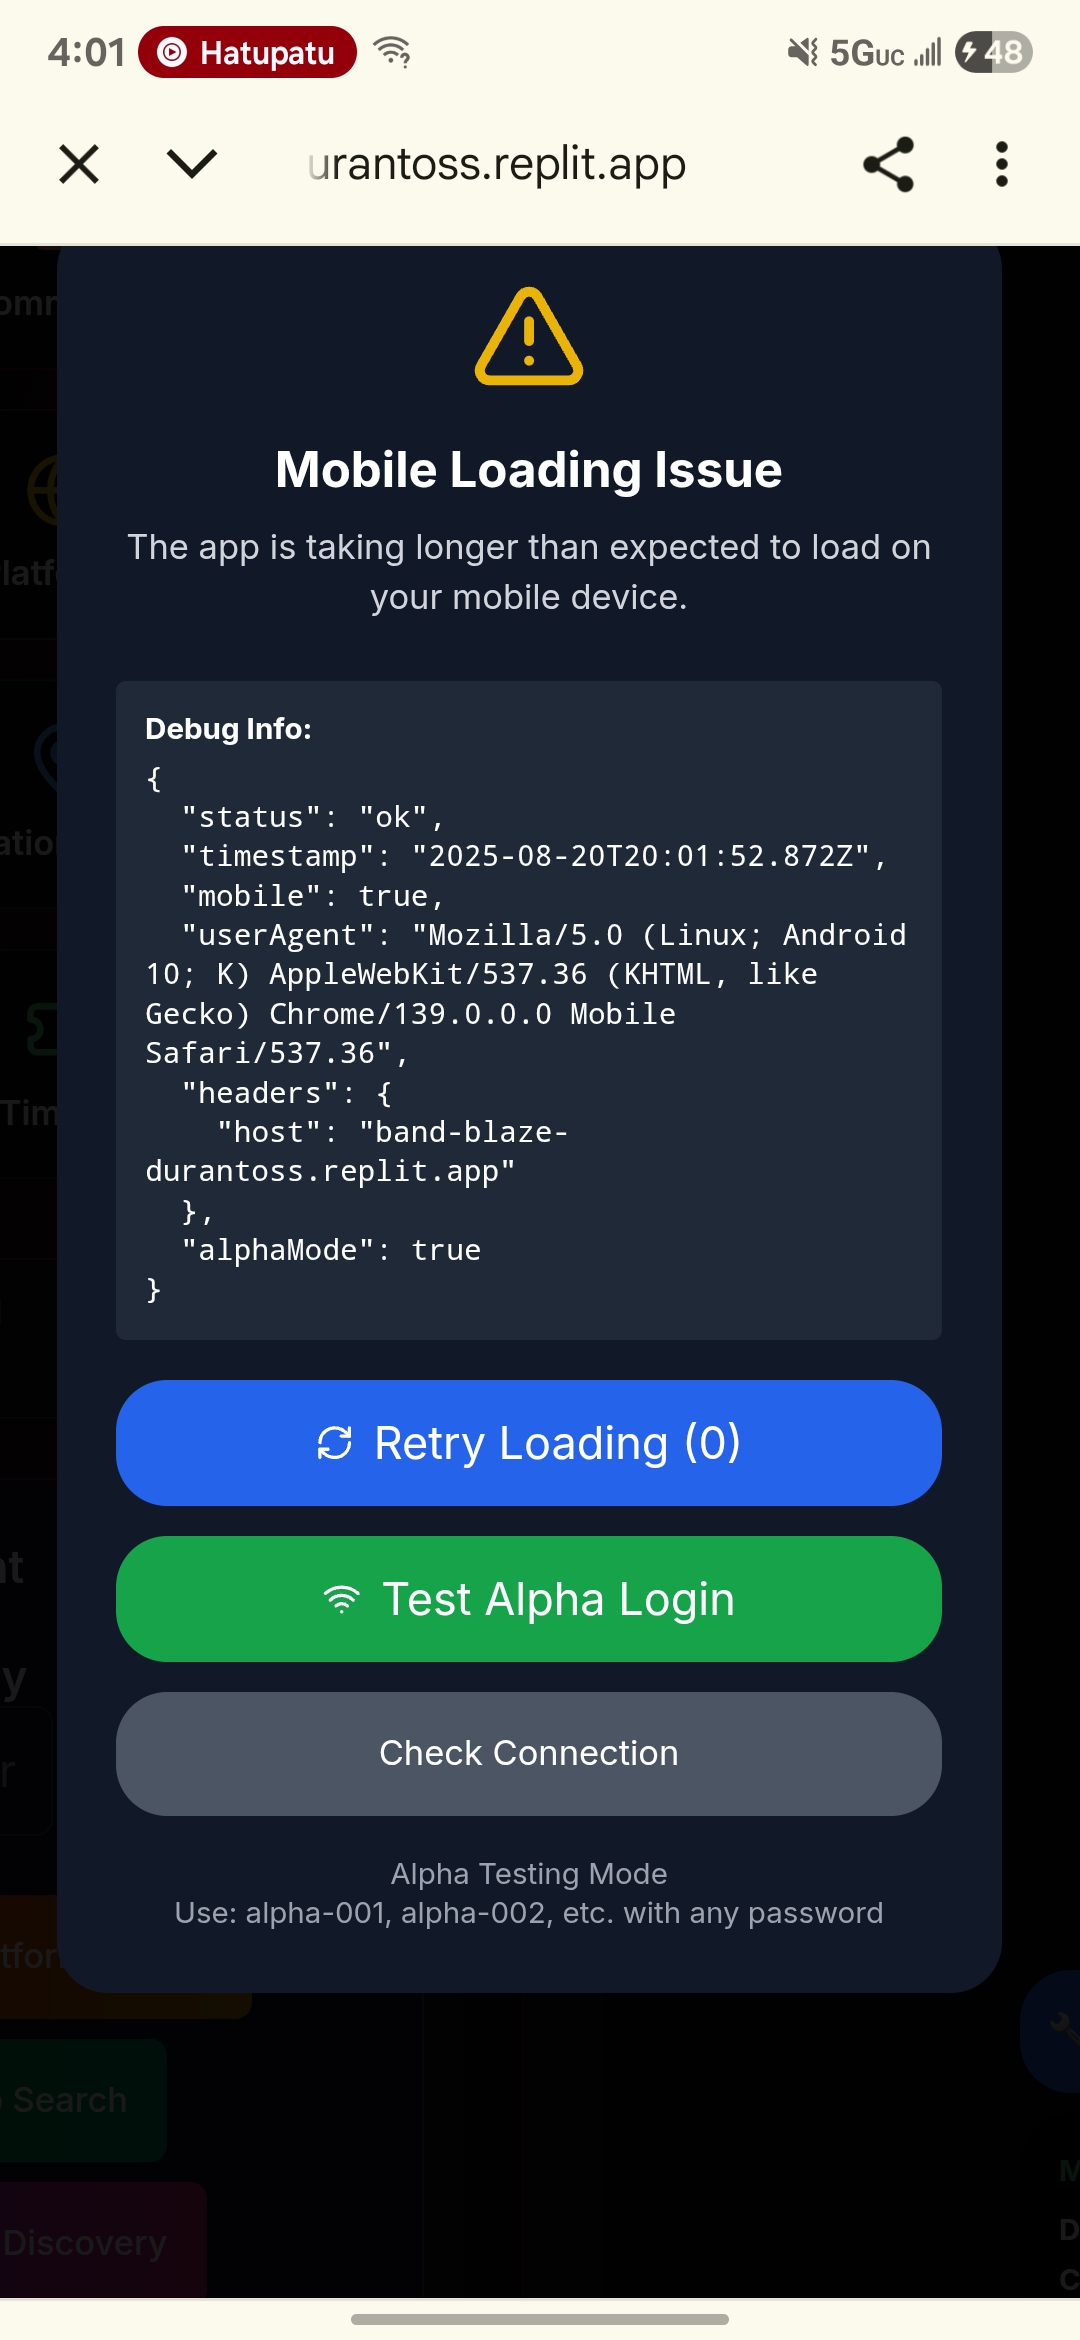 4:01 Hatupatu 5GUC 48
urantoss.replit.app
Mobile Loading Issue
The app is taking longer than expected to load on
your mobile device.
Debug Info:
{
"status": "ok",
"timestamp": "2025-08-20T20:01:52.872Z",
"mobile": true,
"userAgent": "Mozilla/5.0 (Linux; Android
10; K) AppleWebKit/537.36 (KHTML, like
Gecko) Chrome/139.0.0.0 Mobile
Safari/537.36",
"headers": {
"host": "band-blaze-
durantoss.replit.app"
},
"alphaMode": true
}
Retry Loading (0)
Test Alpha Login
Check Connection
Alpha Testing Mode
Use: alpha-001, alpha-002, etc. with any password
Search
Discovery